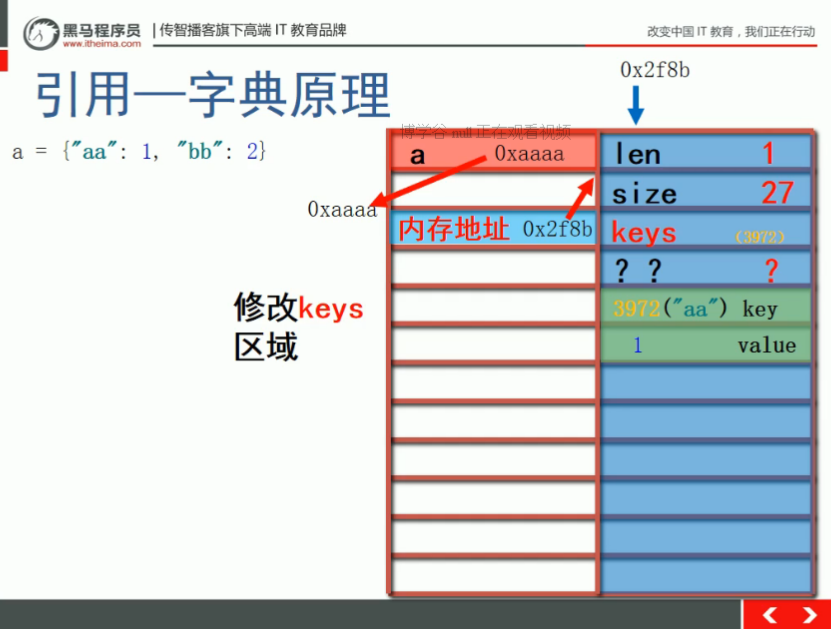 黑马程序员
www.itheima.com
传智播客旗下高端 IT 教育品牌
改变中国 IT 教育，我们正在行动
引用—字典原理
0x2f8b
a = {"aa": 1, "bb": 2}
博学谷 null 正在观看视频
a 0xaaaa
len 1
size 27
0xaaaa
内存地址 0x2f8b
keys (3972)
? ? ?
修改keys
区域
3972("aa") key
1 value